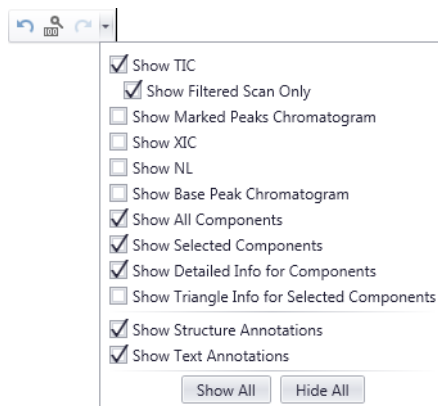 100
Show TIC
Show Filtered Scan Only
Show Marked Peaks Chromatogram
Show XIC
Show NL
Show Base Peak Chromatogram
Show All Components
Show Selected Components
Show Detailed Info for Components
Show Triangle Info for Selected Components
Show Structure Annotations
Show Text Annotations
Show All Hide All